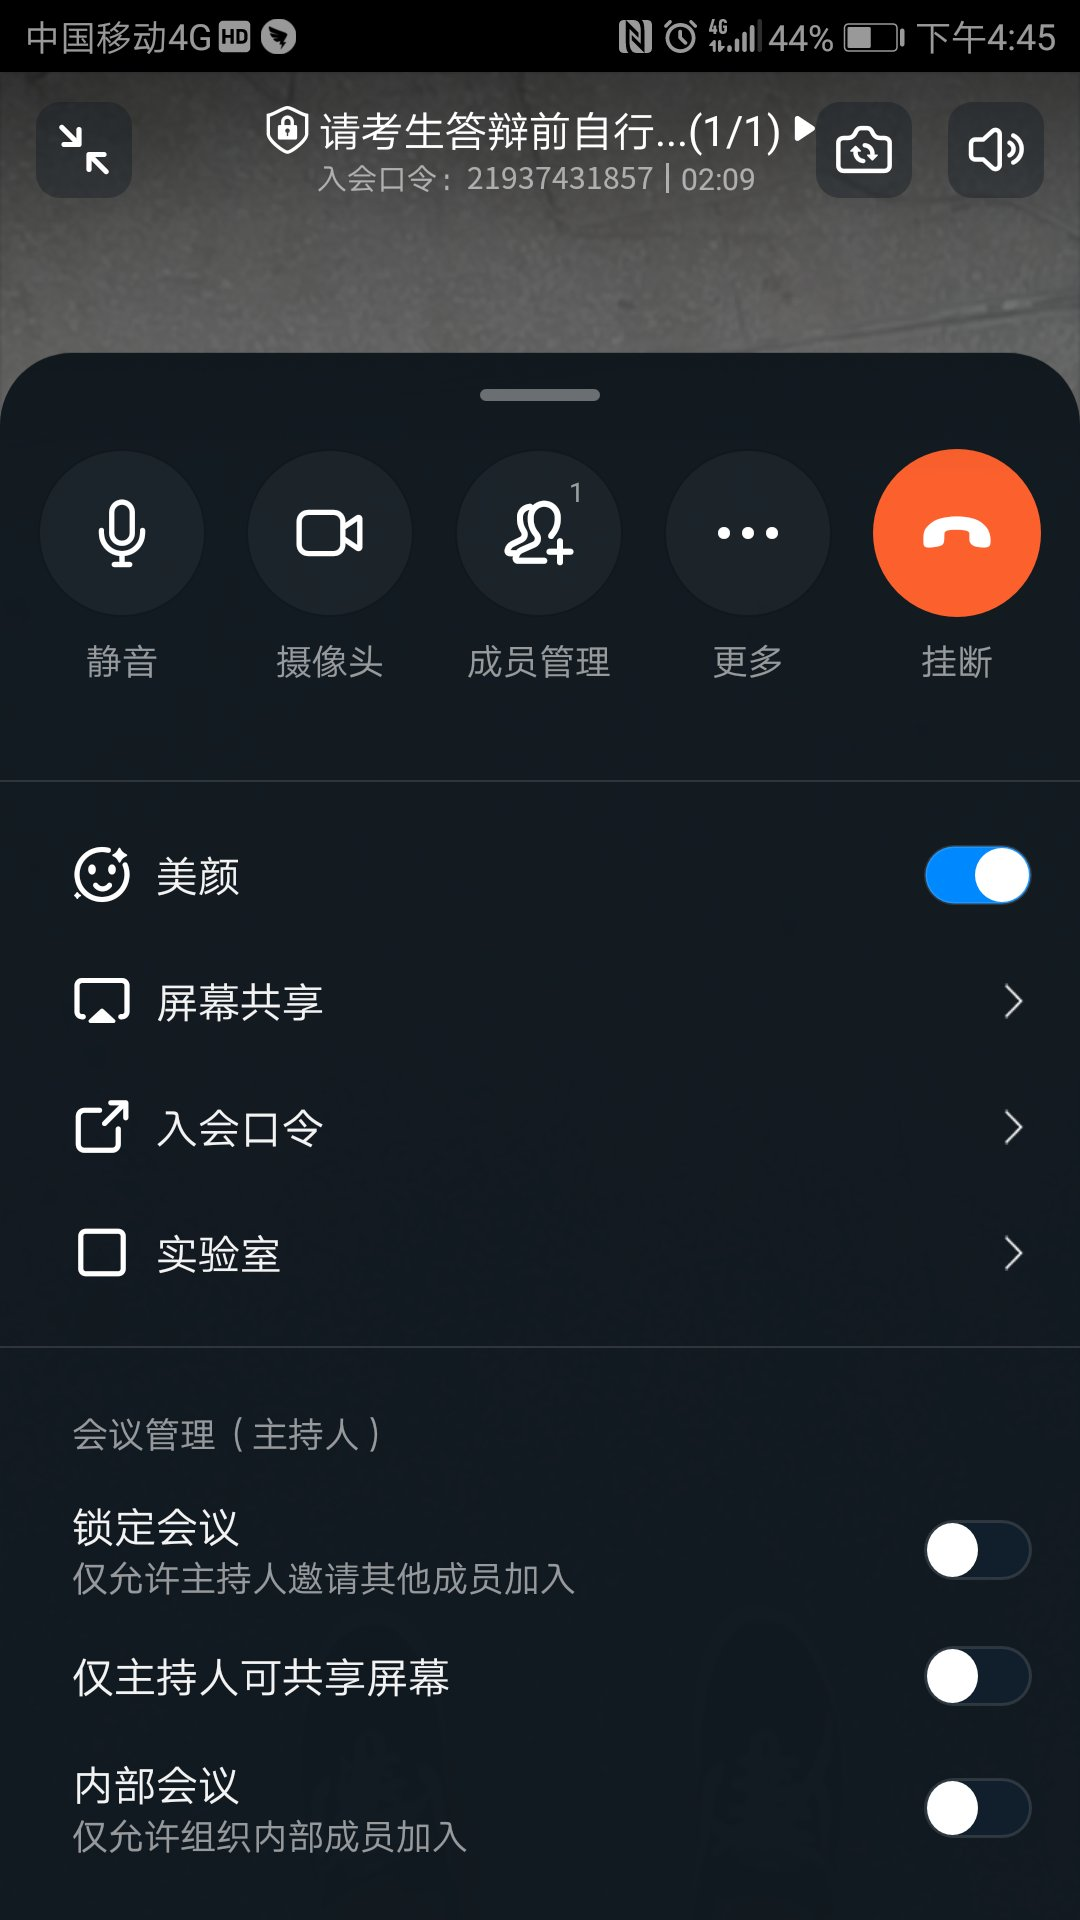 中国移动4G HD 4G 44% 下午4:45
请考生答辩前自行...(1/1)
入会口令：21937431857 | 02:09
1
静音 摄像头 成员管理 更多 挂断
美颜
屏幕共享
入会口令
实验室
会议管理（主持人）
锁定会议
仅允许主持人邀请其他成员加入
仅主持人可共享屏幕
内部会议
仅允许组织内部成员加入